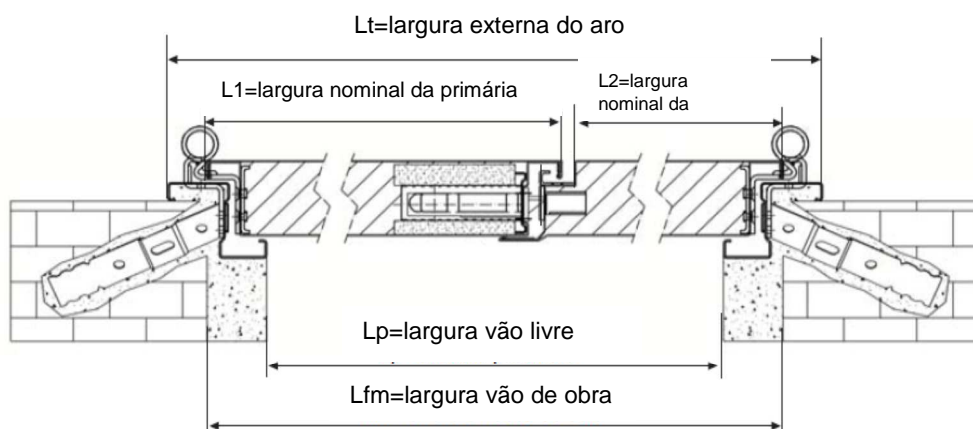 Lt=largura externa do aro
L1=largura nominal da primária
L2=largura
nominal da
Lp=largura vão livre
Lfm=largura vão de obra